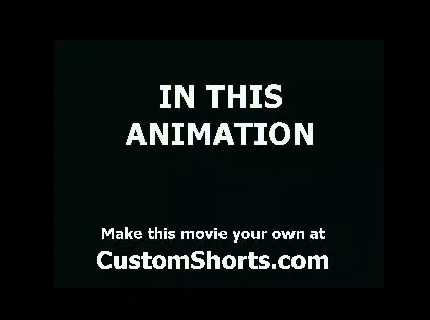 IN THIS
ANIMATION
Make this movie your own at
CustomShorts.com